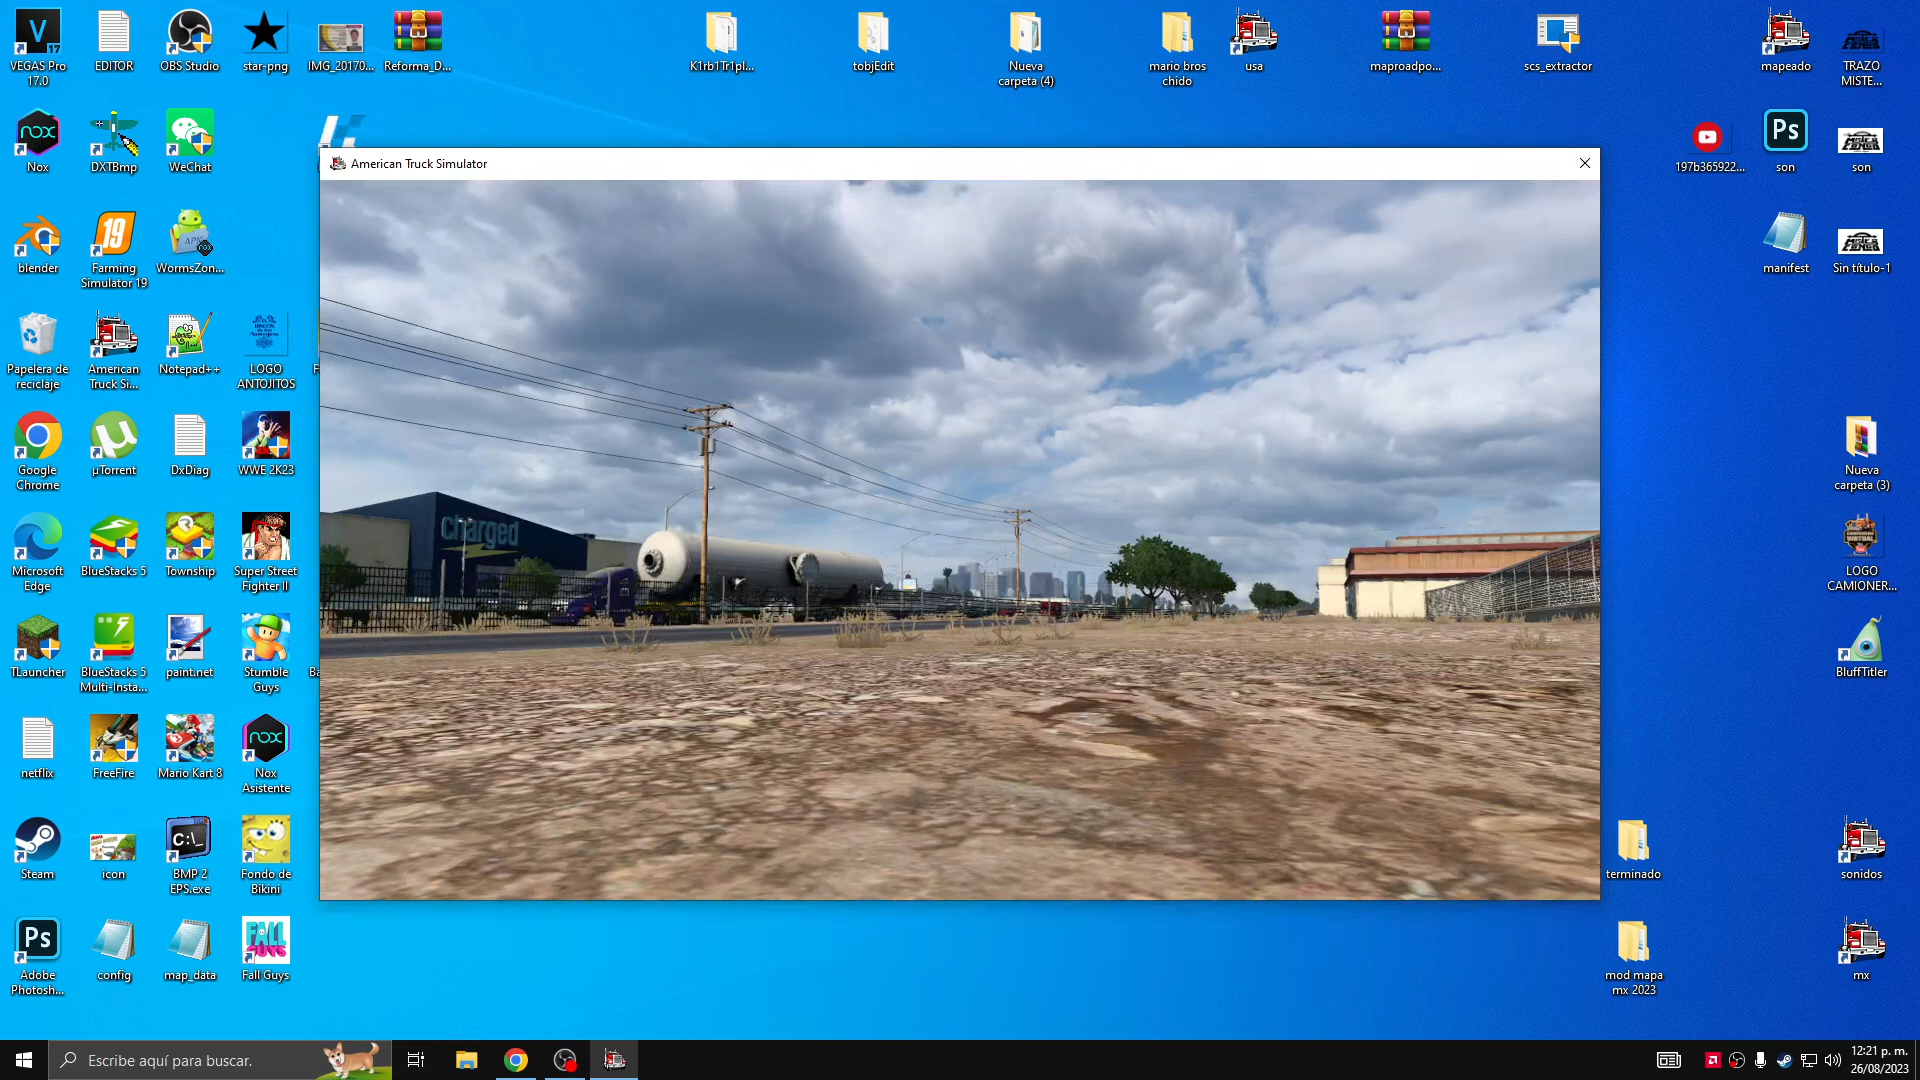 VEGAS Pro
17.0
EDITOR
OBS Studio
star-png
IMG_20170...
Reforma_D...
K1rb1Tr1pl...
tobjEdit
Nueva
carpeta (4)
mario bros
chido
usa
maproadpo...
scs_extractor
mapeado
TRAZO
MISTE...
Nox
DXTBmp
WeChat
197b365922...
son
son
American Truck Simulator
blender
Farming
Simulator 19
WormsZon...
manifest
Sin título-1
Papelera de
reciclaje
American
Truck Si...
Notepad++
LOGO
ANTOJITOS
Google
Chrome
µTorrent
DxDiag
WWE 2K23
Nueva
carpeta (3)
charged
Microsoft
Edge
BlueStacks 5
Township
Super Street
Fighter II
LOGO
CAMIONER...
TLauncher
BlueStacks 5
Multi-Insta...
paint.net
Stumble
Guys
Ba
BluffTitler
netflix
FreeFire
Mario Kart 8
Nox
Asistente
Steam
icon
BMP 2
EPS.exe
Fondo de
Bikini
terminado
sonidos
Adobe
Photosh...
config
map_data
Fall Guys
mod mapa
mx 2023
mx
Escribe aquí para buscar.
12:21 p. m.
26/08/2023